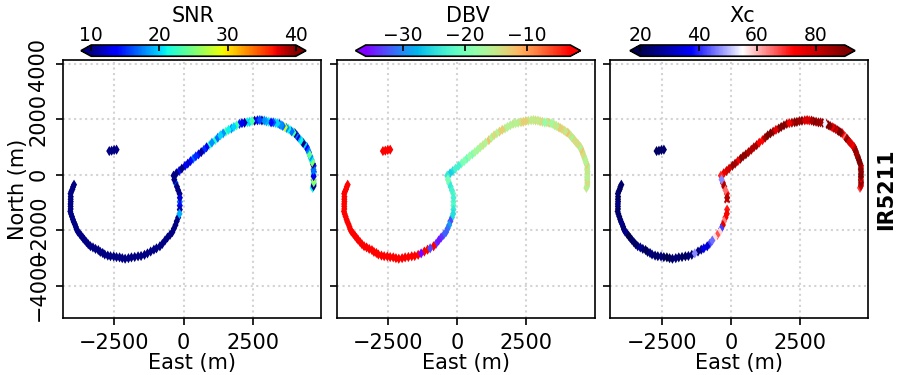 SNR DBV Xc
10 20 30 40 −30 −20 −10 20 40 60 80
4000
2000
0
−2000
−4000
North (m)
IR5211
−2500 0 2500 −2500 0 2500 −2500 0 2500
East (m) East (m) East (m)